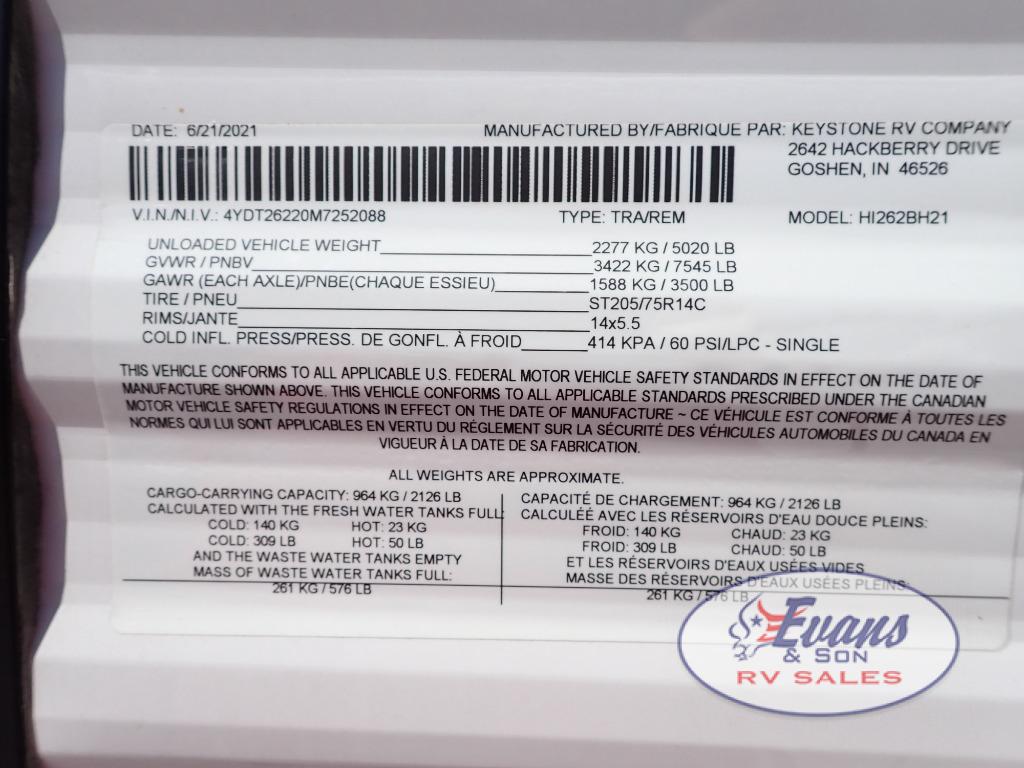 DATE: 6/21/2021 MANUFACTURED BY/FABRIQUE PAR: KEYSTONE RV COMPANY
2642 HACKBERRY DRIVE
GOSHEN, IN 46526
V.I.N./N.I.V.: 4YDT26220M7252088 TYPE: TRA/REM MODEL: HI262BH21
UNLOADED VEHICLE WEIGHT 2277 KG / 5020 LB
GVWR / PNBV 3422 KG / 7545 LB
GAWR (EACH AXLE)/PNBE(CHAQUE ESSIEU) 1588 KG / 3500 LB
TIRE / PNEU ST205/75R14C
RIMS/JANTE 14x5.5
COLD INFL. PRESS/PRESS. DE GONFL. À FROID 414 KPA / 60 PSI/LPC - SINGLE
THIS VEHICLE CONFORMS TO ALL APPLICABLE U.S. FEDERAL MOTOR VEHICLE SAFETY STANDARDS IN EFFECT ON THE DATE OF
MANUFACTURE SHOWN ABOVE. THIS VEHICLE CONFORMS TO ALL APPLICABLE STANDARDS PRESCRIBED UNDER THE CANADIAN
MOTOR VEHICLE SAFETY REGULATIONS IN EFFECT ON THE DATE OF MANUFACTURE ~ CE VÉHICULE EST CONFORME À TOUTES LES
NORMES QUI LUI SONT APPLICABLES EN VERTU DU RÉGLEMENT SUR LA SÉCURITÉ DES VÉHICULES AUTOMOBILES DU CANADA EN
VIGUEUR À LA DATE DE SA FABRICATION.
ALL WEIGHTS ARE APPROXIMATE.
CARGO-CARRYING CAPACITY: 964 KG / 2126 LB
CALCULATED WITH THE FRESH WATER TANKS FULL
COLD: 140 KG HOT: 23 KG
COLD: 309 LB HOT: 50 LB
AND THE WASTE WATER TANKS EMPTY
MASS OF WASTE WATER TANKS FULL:
261 KG / 576 LB
CAPACITÉ DE CHARGEMENT: 964 KG / 2126 LB
CALCULÉE AVEC LES RÉSERVOIRS D'EAU DOUCE PLEINS:
FROID: 140 KG CHAUD: 23 KG
FROID: 309 LB CHAUD: 50 LB
ET LES RÉSERVOIRS D'EAUX USÉES VIDES
MASSE DES RÉSERVOIRS D'EAUX USÉES PLEINS:
261 KG / 576 LB
Evans
& SON
RV SALES